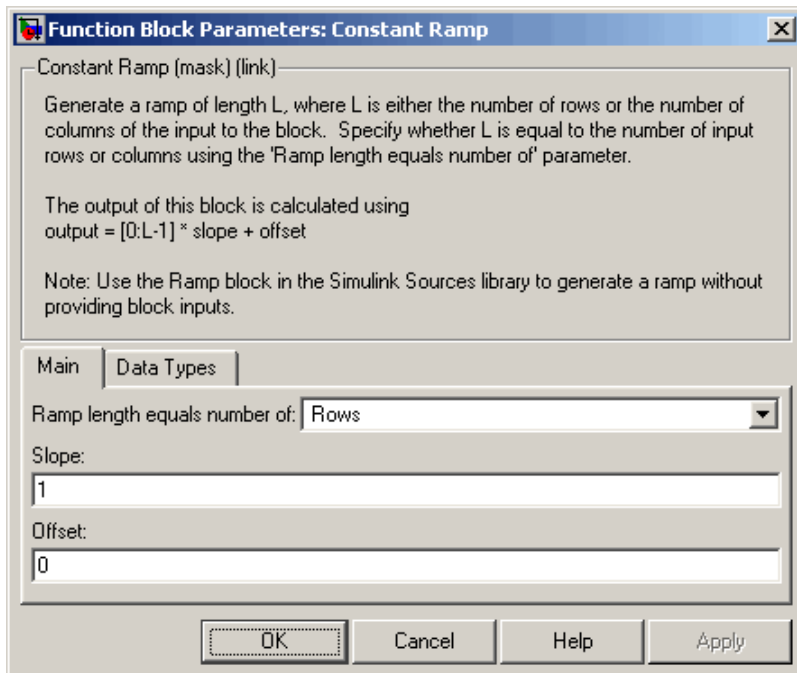 Function Block Parameters: Constant Ramp
Constant Ramp (mask) (link)
Generate a ramp of length L, where L is either the number of rows or the number of
columns of the input to the block.  Specify whether L is equal to the number of input
rows or columns using the 'Ramp length equals number of' parameter.
The output of this block is calculated using
output = [0:L-1] * slope + offset
Note: Use the Ramp block in the Simulink Sources library to generate a ramp without
providing block inputs.
Main Data Types
Ramp length equals number of: Rows
Slope:
1
Offset:
0
OK Cancel Help Apply